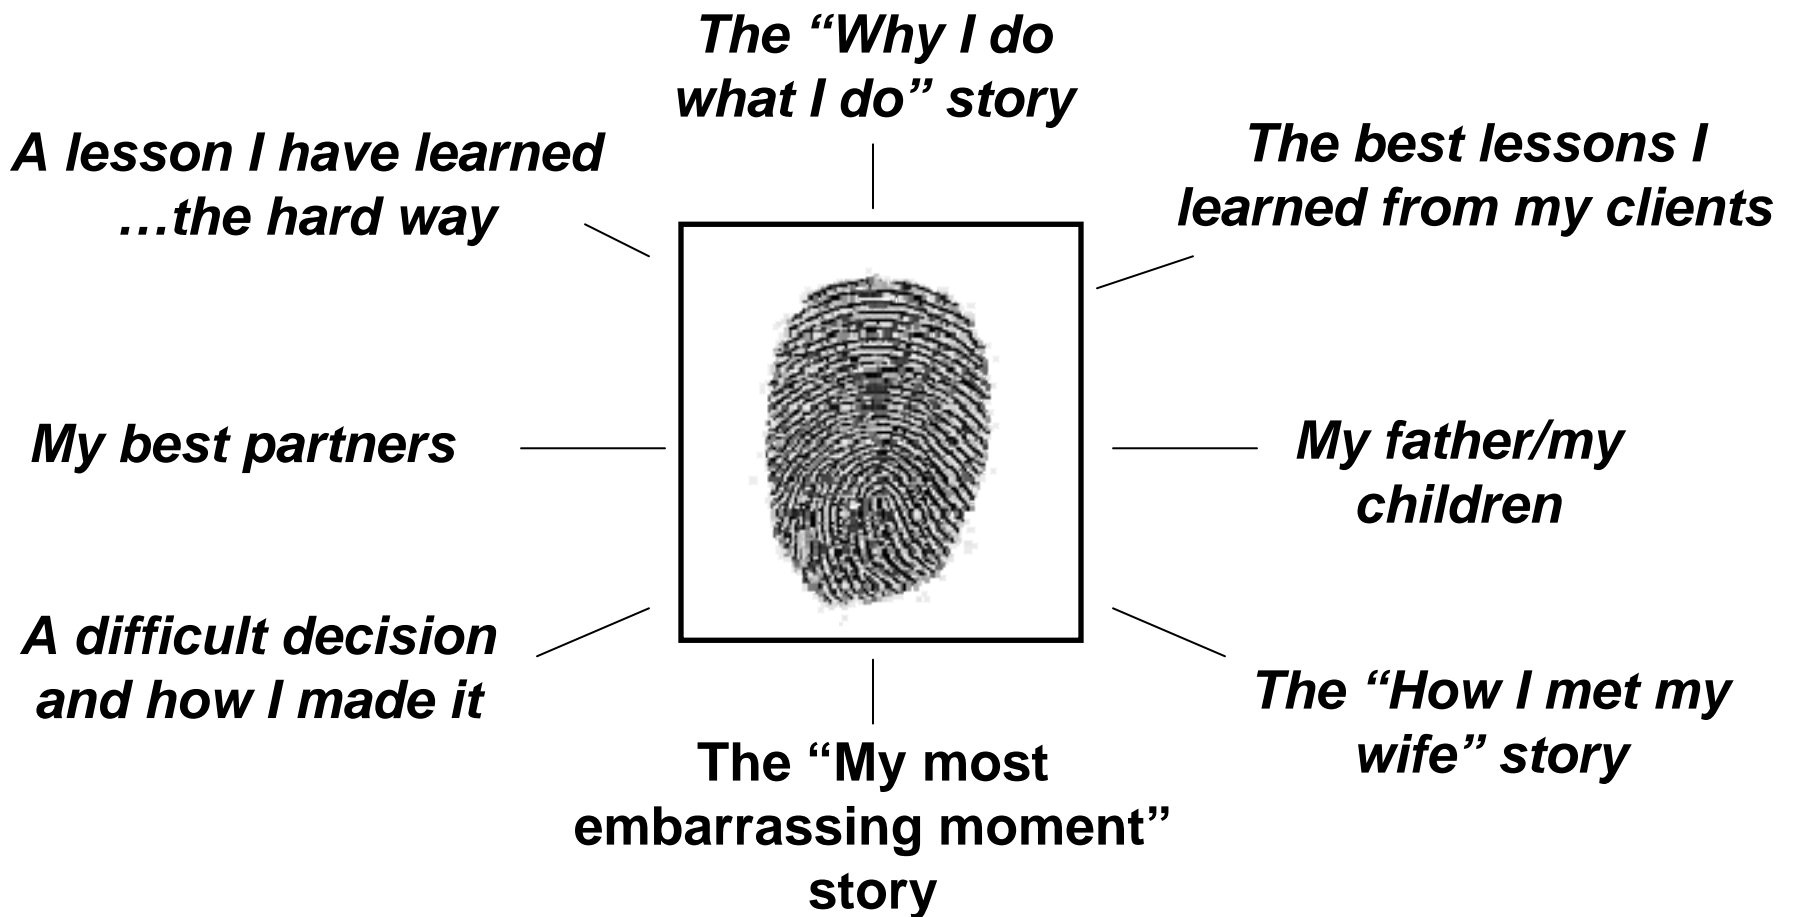 The “Why I do
what I do” story
A lesson I have learned
…the hard way
The best lessons I
learned from my clients
My best partners
My father/my
children
A difficult decision
and how I made it
The “How I met my
wife” story
The “My most
embarrassing moment”
story